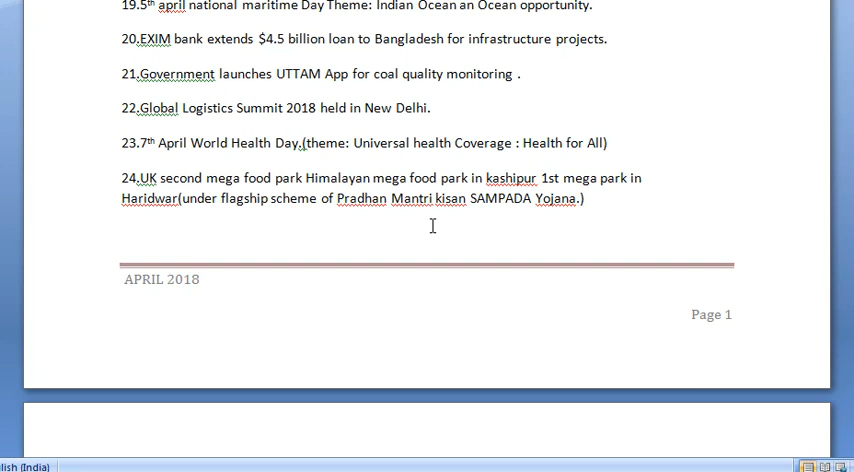 19.5th april national maritime Day Theme: Indian Ocean an Ocean opportunity.
20.EXIM bank extends $4.5 billion loan to Bangladesh for infrastructure projects.
21.Government launches UTTAM App for coal quality monitoring .
22.Global Logistics Summit 2018 held in New Delhi.
23.7th April World Health Day.(theme: Universal health Coverage : Health for All)
24.UK second mega food park Himalayan mega food park in kashipur 1st mega park in
Haridwar(under flagship scheme of Pradhan Mantri kisan SAMPADA Yojana.)
APRIL 2018
Page 1
lish (India)